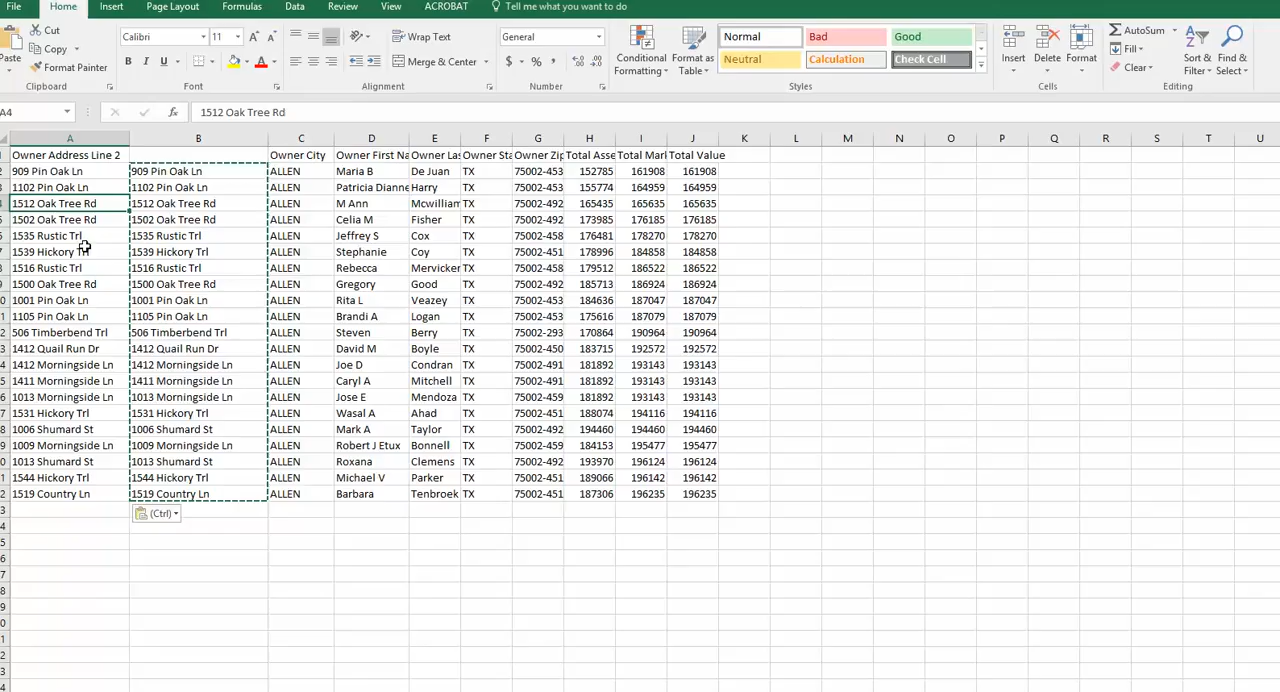 File Home Insert Page Layout Formulas Data Review View ACROBAT Tell me what you want to do
Cut
Copy
Format Painter
Paste
Clipboard
Calibri 11
B I U
Font
Wrap Text
Merge & Center
Alignment
General
$ % ,
Number
Conditional Formatting
Format as Table
Normal Bad Good
Neutral Calculation Check Cell
Styles
Insert Delete Format
Cells
AutoSum
Fill
Clear
Sort & Filter
Find & Select
Editing
A4 fx 1512 Oak Tree Rd
A B C D E F G H I J K L M N O P Q R S T U
Owner Address Line 2 Owner City Owner First Na Owner Las Owner Sta Owner Zip Total Asse Total Mark Total Value
909 Pin Oak Ln 909 Pin Oak Ln ALLEN Maria B De Juan TX 75002-453 152785 161908 161908
1102 Pin Oak Ln 1102 Pin Oak Ln ALLEN Patricia Dianne Harry TX 75002-453 155774 164959 164959
1512 Oak Tree Rd 1512 Oak Tree Rd ALLEN M Ann Mcwilliam TX 75002-492 165435 165635 165635
1502 Oak Tree Rd 1502 Oak Tree Rd ALLEN Celia M Fisher TX 75002-492 173985 176185 176185
1535 Rustic Trl 1535 Rustic Trl ALLEN Jeffrey S Cox TX 75002-458 176481 178270 178270
1539 Hickory Trl 1539 Hickory Trl ALLEN Stephanie Coy TX 75002-451 178996 184858 184858
1516 Rustic Trl 1516 Rustic Trl ALLEN Rebecca Mervicker TX 75002-458 179512 186522 186522
1500 Oak Tree Rd 1500 Oak Tree Rd ALLEN Gregory Good TX 75002-492 185713 186924 186924
1001 Pin Oak Ln 1001 Pin Oak Ln ALLEN Rita L Veazey TX 75002-453 184636 187047 187047
1105 Pin Oak Ln 1105 Pin Oak Ln ALLEN Brandi A Logan TX 75002-453 175616 187079 187079
506 Timberbend Trl 506 Timberbend Trl ALLEN Steven Berry TX 75002-293 170864 190964 190964
1412 Quail Run Dr 1412 Quail Run Dr ALLEN David M Boyle TX 75002-450 183715 192572 192572
1412 Morningside Ln 1412 Morningside Ln ALLEN Joe D Condran TX 75002-491 181892 193143 193143
1411 Morningside Ln 1411 Morningside Ln ALLEN Caryl A Mitchell TX 75002-491 181892 193143 193143
1013 Morningside Ln 1013 Morningside Ln ALLEN Jose E Mendoza TX 75002-459 181892 193143 193143
1531 Hickory Trl 1531 Hickory Trl ALLEN Wasal A Ahad TX 75002-451 188074 194116 194116
1006 Shumard St 1006 Shumard St ALLEN Mark A Taylor TX 75002-492 194460 194460 194460
1009 Morningside Ln 1009 Morningside Ln ALLEN Robert J Etux Bonnell TX 75002-459 184153 195477 195477
1013 Shumard St 1013 Shumard St ALLEN Roxana Clemens TX 75002-492 193970 196124 196124
1544 Hickory Trl 1544 Hickory Trl ALLEN Michael V Parker TX 75002-451 189066 196142 196142
1519 Country Ln 1519 Country Ln ALLEN Barbara Tenbroek TX 75002-451 187306 196235 196235
(Ctrl)